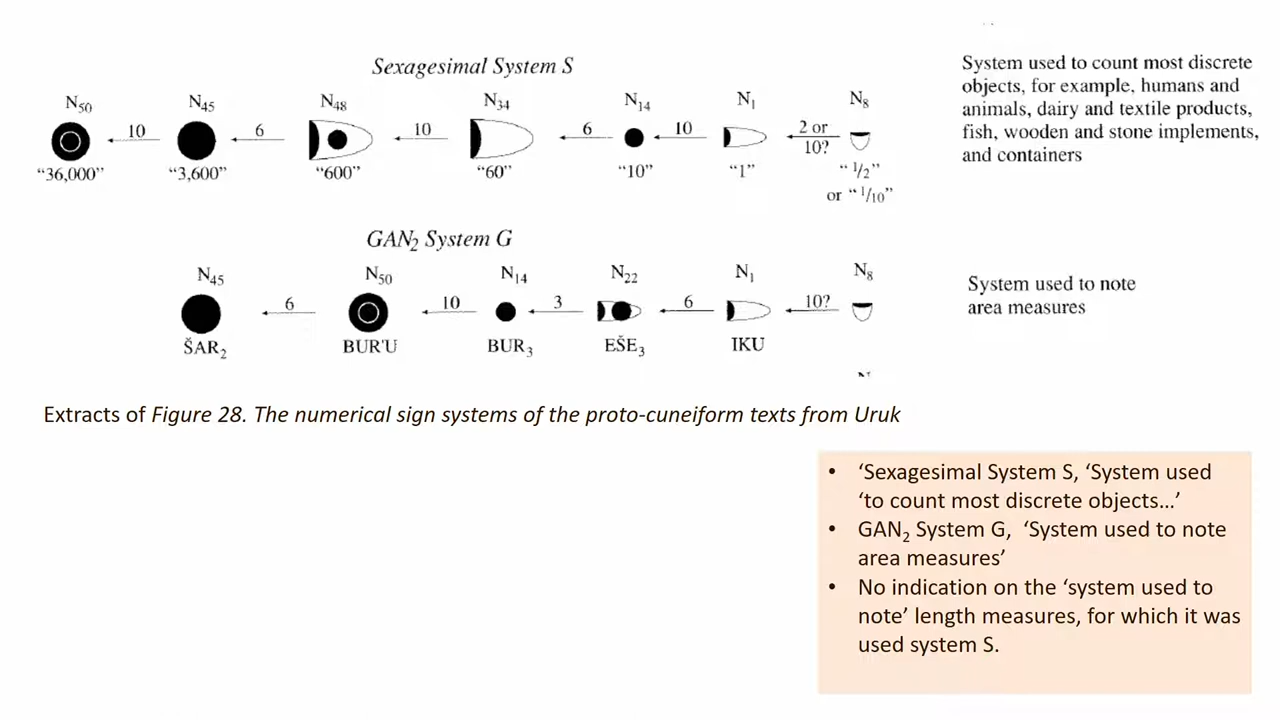 Sexagesimal System S
N₅₀ N₄₅ N₄₈ N₃₄ N₁₄ N₁ N₈
10 6 10 6 10 2 or 10?
“36,000” “3,600” “600” “60” “10” “1” “1/2”
or “1/10”
System used to count most discrete
objects, for example, humans and
animals, dairy and textile products,
fish, wooden and stone implements,
and containers
GAN₂ System G
N₄₅ N₅₀ N₁₄ N₂₂ N₁ N₈
6 10 3 6 10?
ŠAR₂ BUR'U BUR₃ EŠE₃ IKU
System used to note
area measures
Extracts of Figure 28. The numerical sign systems of the proto-cuneiform texts from Uruk
• ‘Sexagesimal System S, ‘System used
‘to count most discrete objects…’
• GAN₂ System G, ‘System used to note
area measures’
• No indication on the ‘system used to
note’ length measures, for which it was
used system S.